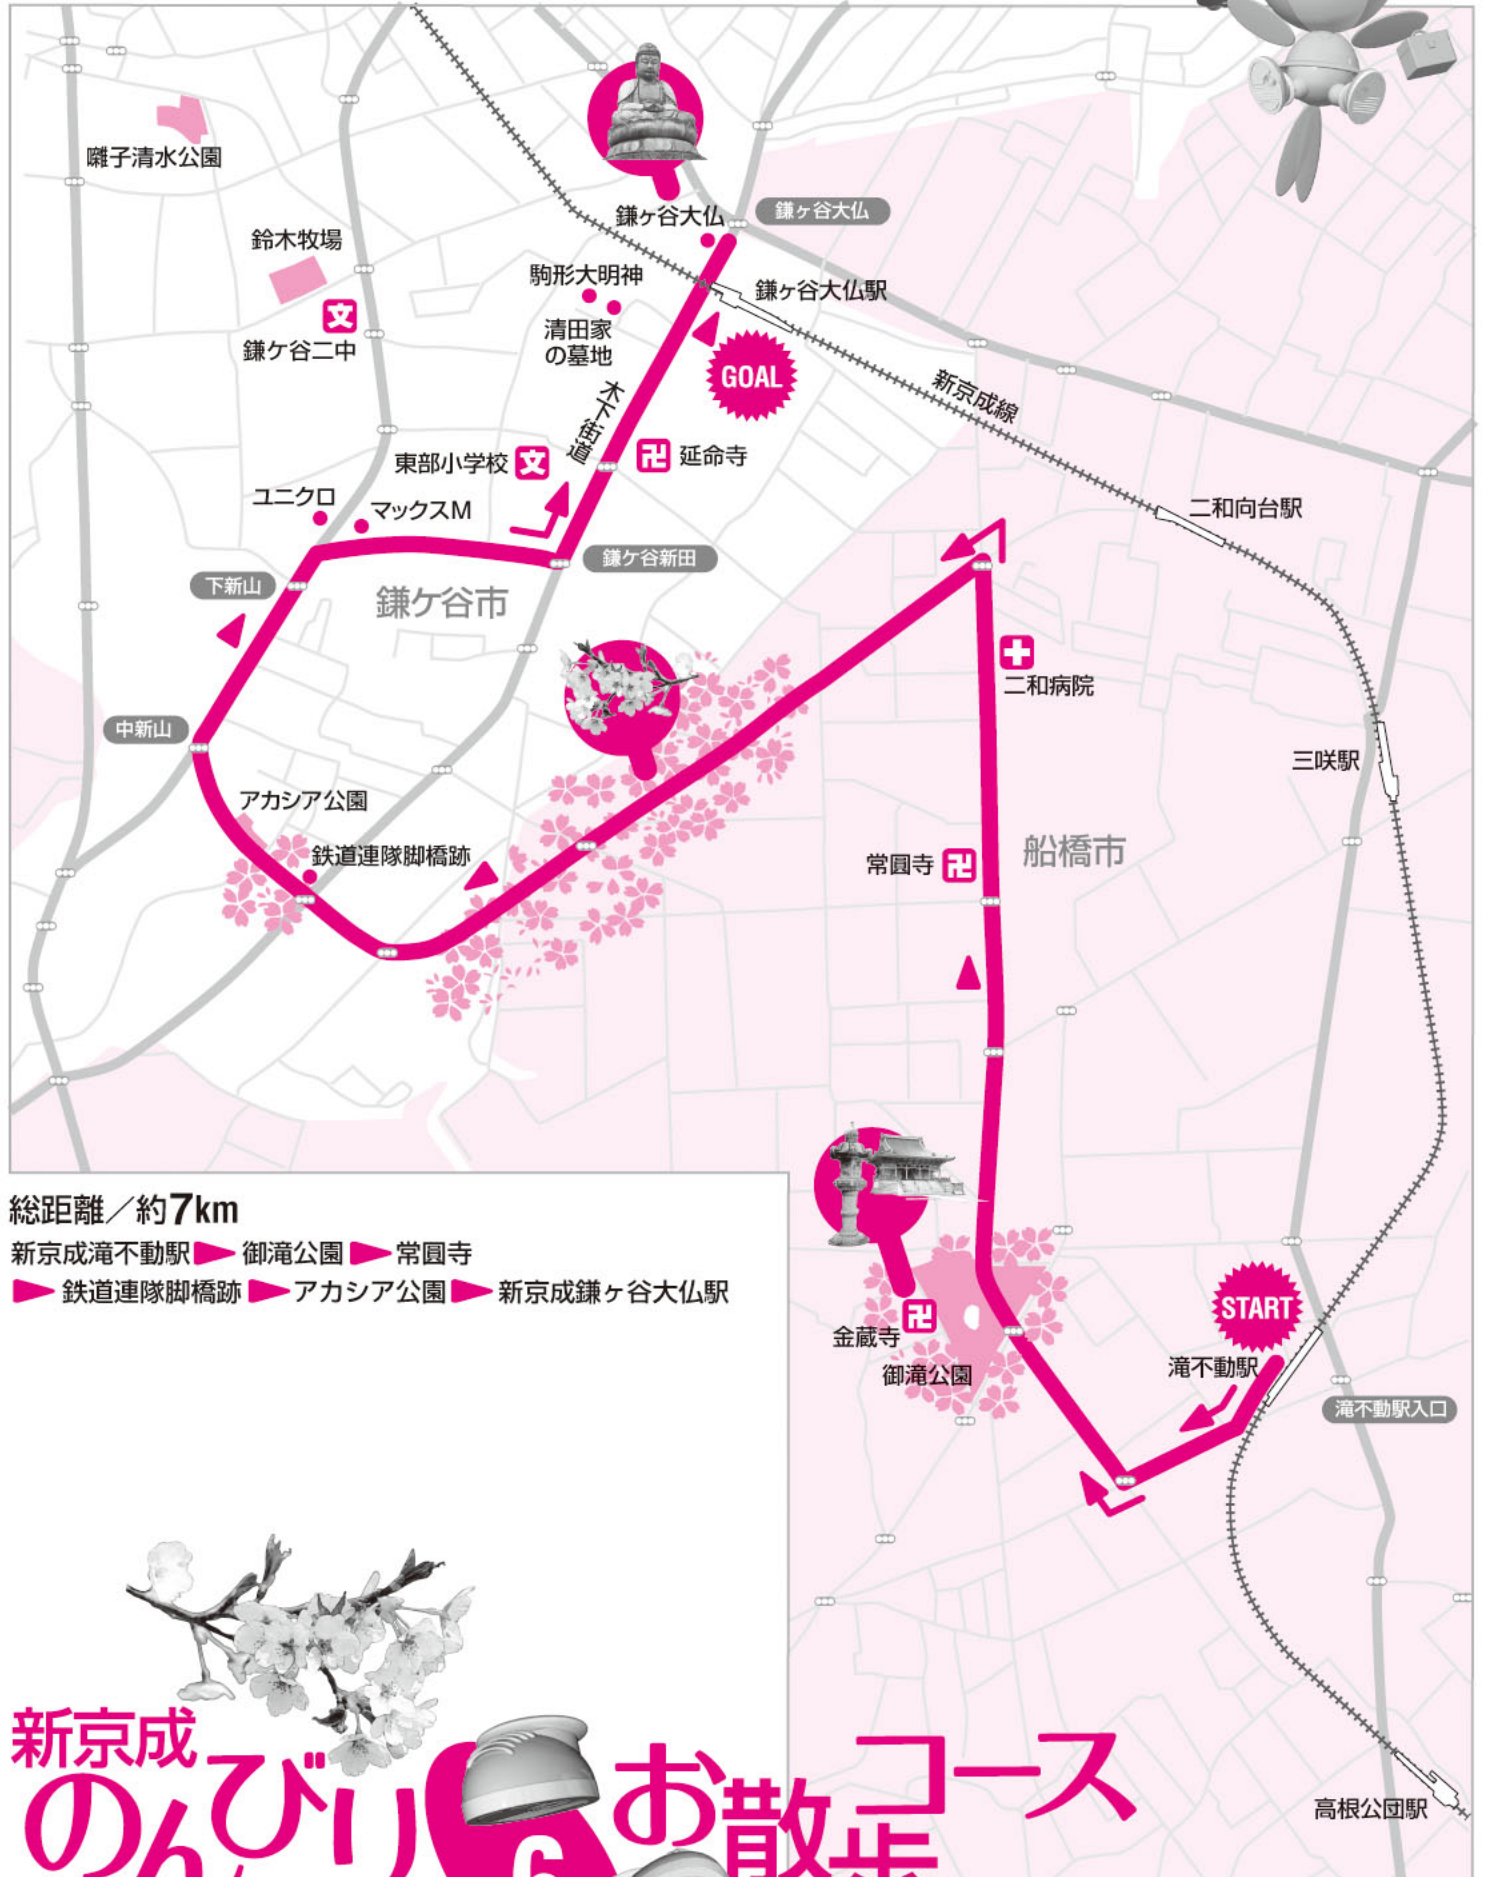 囃子清水公園
鎌ヶ谷大仏
鎌ヶ谷大仏
鈴木牧場
駒形大明神
鎌ヶ谷大仏駅
文
清田家
の墓地
鎌ケ谷二中
GOAL
新京成線
木下街道
東部小学校
文
卍
延命寺
ユニクロ
マックスM
二和向台駅
鎌ケ谷新田
下新山
鎌ケ谷市
二和病院
中新山
三咲駅
アカシア公園
鉄道連隊脚橋跡
船橋市
常圓寺
卍
総距離／約7km
新京成滝不動駅▶御滝公園▶常圓寺
▶鉄道連隊脚橋跡▶アカシア公園▶新京成鎌ヶ谷大仏駅
START
卍
金蔵寺
滝不動駅
御滝公園
滝不動駅入口
新京成
のんびり
6
お散歩
コース
高根公団駅